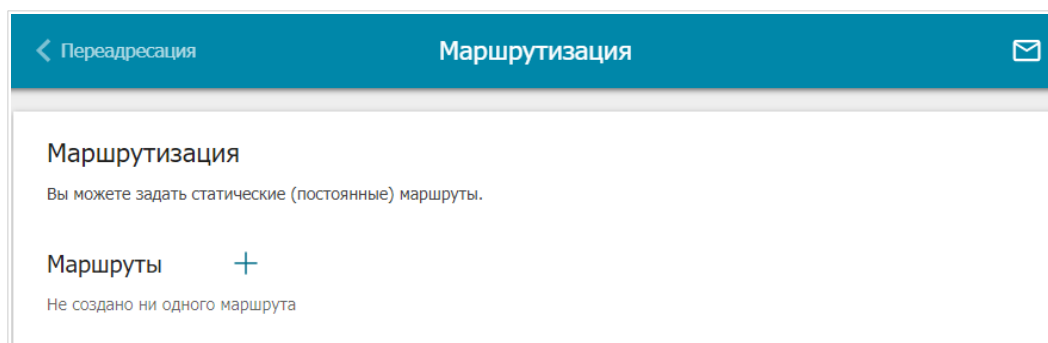 Переадресация
Маршрутизация
Маршрутизация
Вы можете задать статические (постоянные) маршруты.
Маршруты
Не создано ни одного маршрута